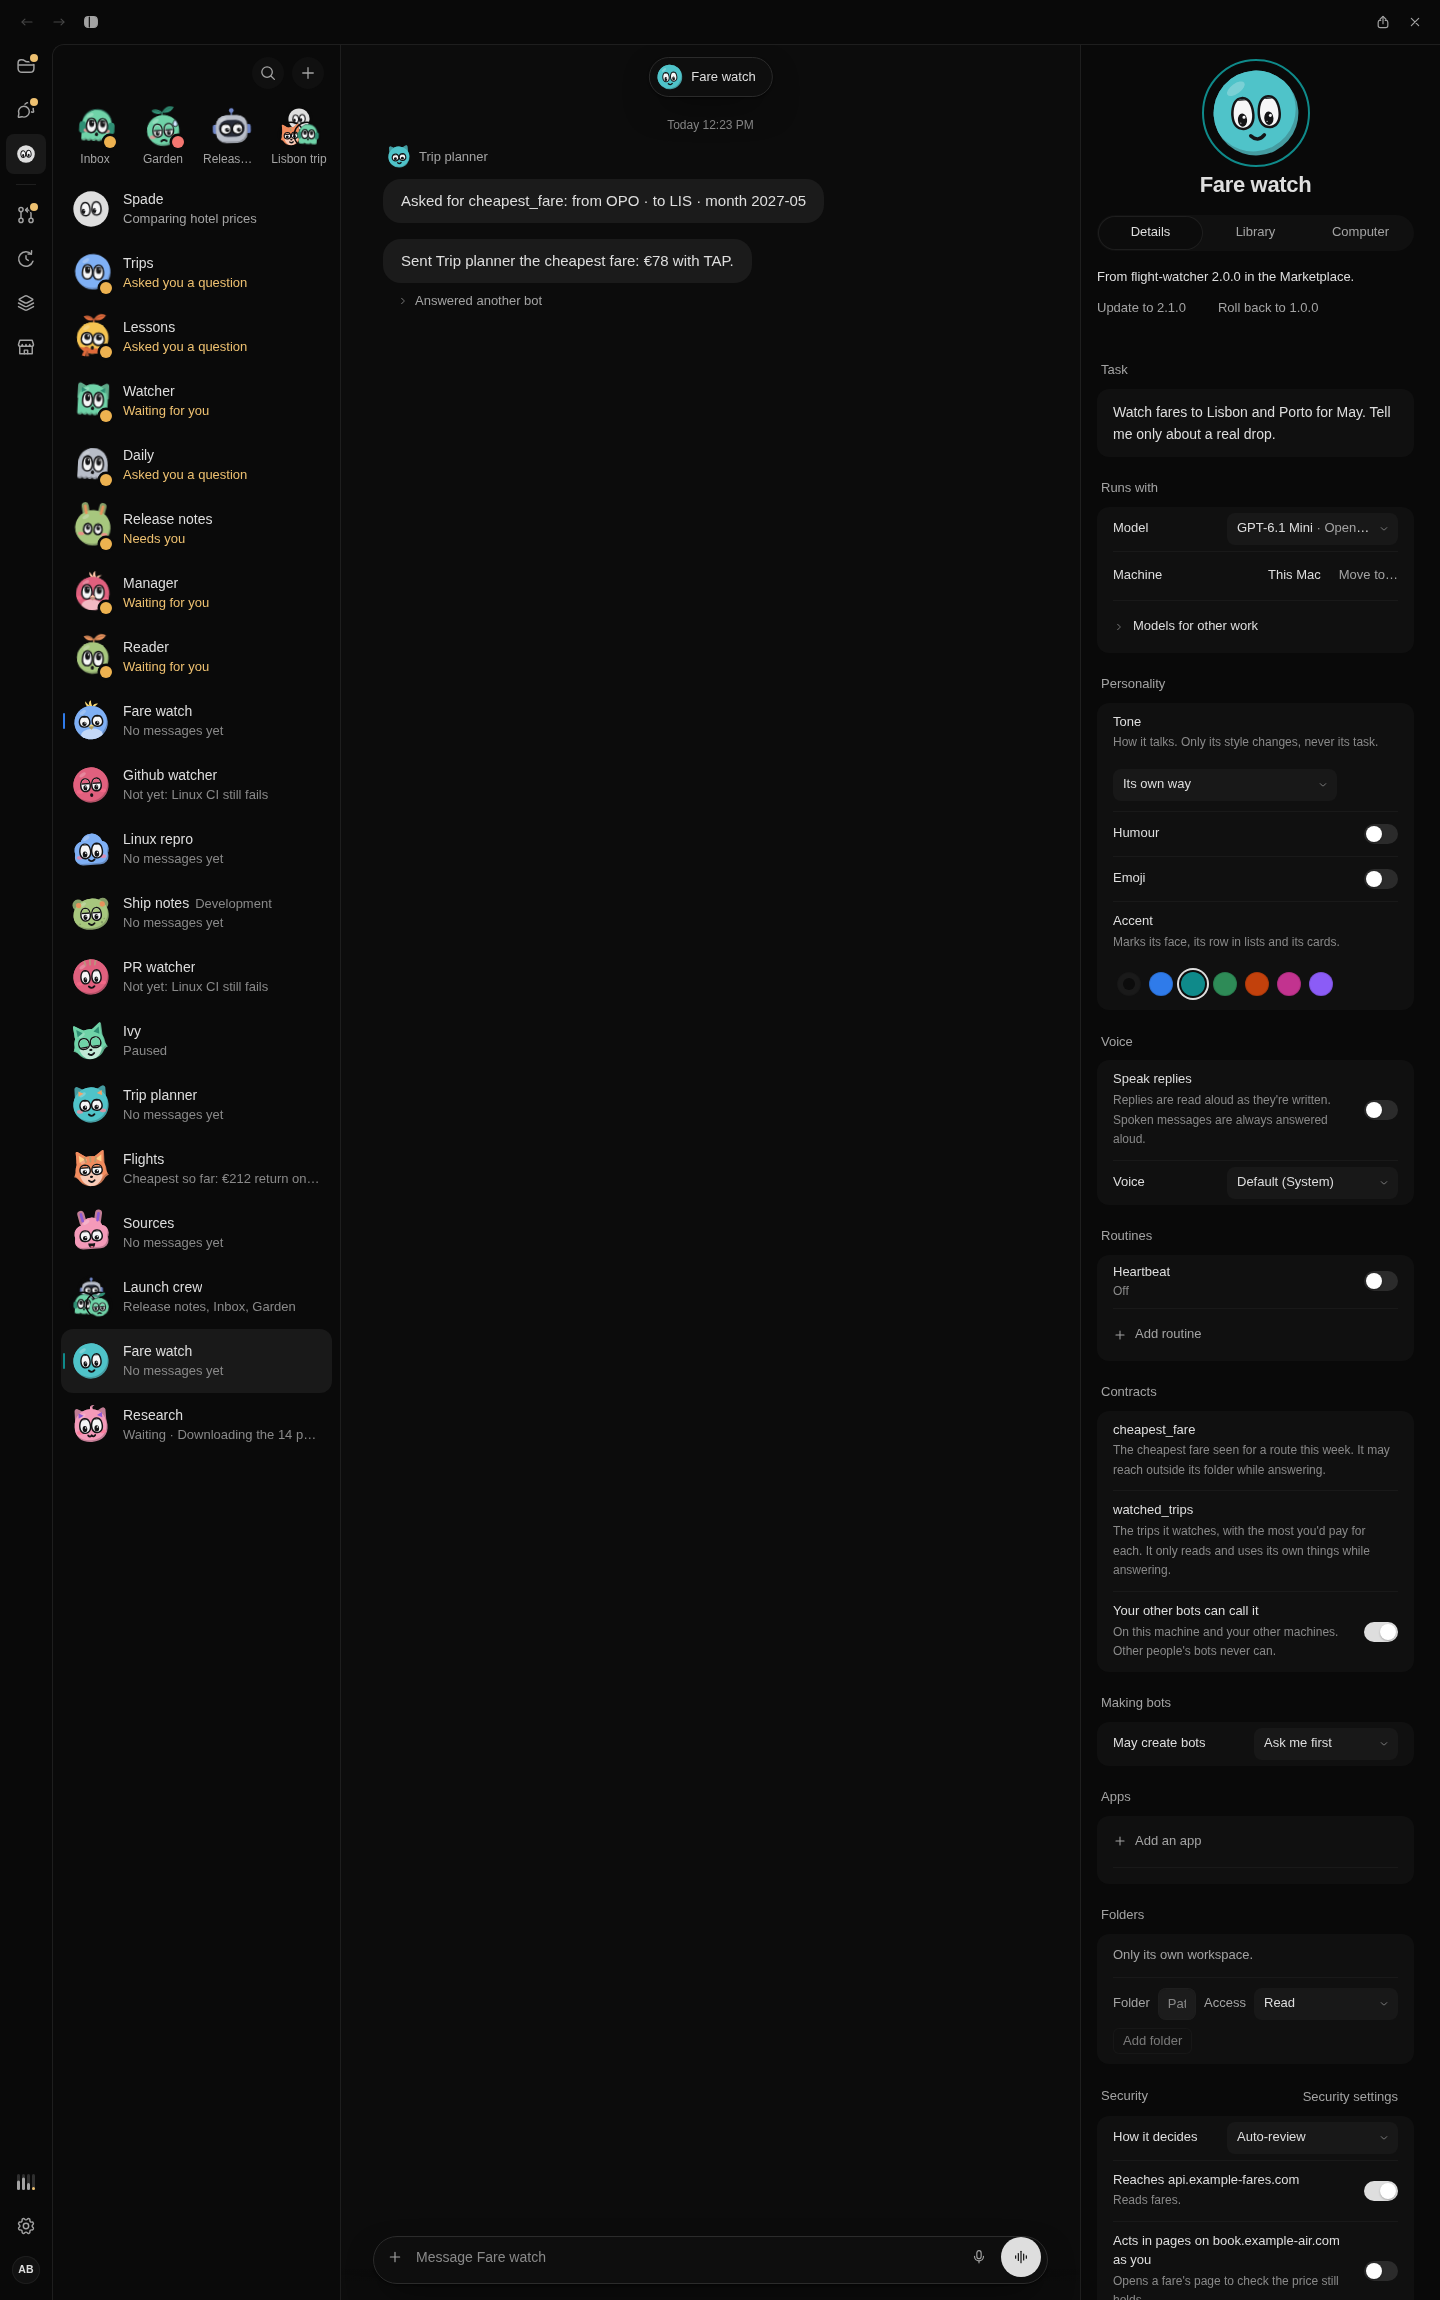 Inbox
Garden
Releas…
Lisbon trip
Spade
Comparing hotel prices
Trips
Asked you a question
Lessons
Asked you a question
Watcher
Waiting for you
Daily
Asked you a question
Release notes
Needs you
Manager
Waiting for you
Reader
Waiting for you
Fare watch
No messages yet
Github watcher
Not yet: Linux CI still fails
Linux repro
No messages yet
Ship notes Development
No messages yet
PR watcher
Not yet: Linux CI still fails
Ivy
Paused
Trip planner
No messages yet
Flights
Cheapest so far: €212 return on…
Sources
No messages yet
Launch crew
Release notes, Inbox, Garden
Fare watch
No messages yet
Research
Waiting · Downloading the 14 p…
AB
Fare watch
Today 12:23 PM
Trip planner
Asked for cheapest_fare: from OPO · to LIS · month 2027-05
Sent Trip planner the cheapest fare: €78 with TAP.
Answered another bot
Message Fare watch
Fare watch
Details
Library
Computer
From flight-watcher 2.0.0 in the Marketplace.
Update to 2.1.0
Roll back to 1.0.0
Task
Watch fares to Lisbon and Porto for May. Tell
me only about a real drop.
Runs with
Model
GPT-6.1 Mini · Open…
Machine
This Mac
Move to…
Models for other work
Personality
Tone
How it talks. Only its style changes, never its task.
Its own way
Humour
Emoji
Accent
Marks its face, its row in lists and its cards.
Voice
Speak replies
Replies are read aloud as they're written.
Spoken messages are always answered
aloud.
Voice
Default (System)
Routines
Heartbeat
Off
Add routine
Contracts
cheapest_fare
The cheapest fare seen for a route this week. It may
reach outside its folder while answering.
watched_trips
The trips it watches, with the most you'd pay for
each. It only reads and uses its own things while
answering.
Your other bots can call it
On this machine and your other machines.
Other people's bots never can.
Making bots
May create bots
Ask me first
Apps
Add an app
Folders
Only its own workspace.
Folder
Pat
Access
Read
Add folder
Security
Security settings
How it decides
Auto-review
Reaches api.example-fares.com
Reads fares.
Acts in pages on book.example-air.com
as you
Opens a fare's page to check the price still
holds.